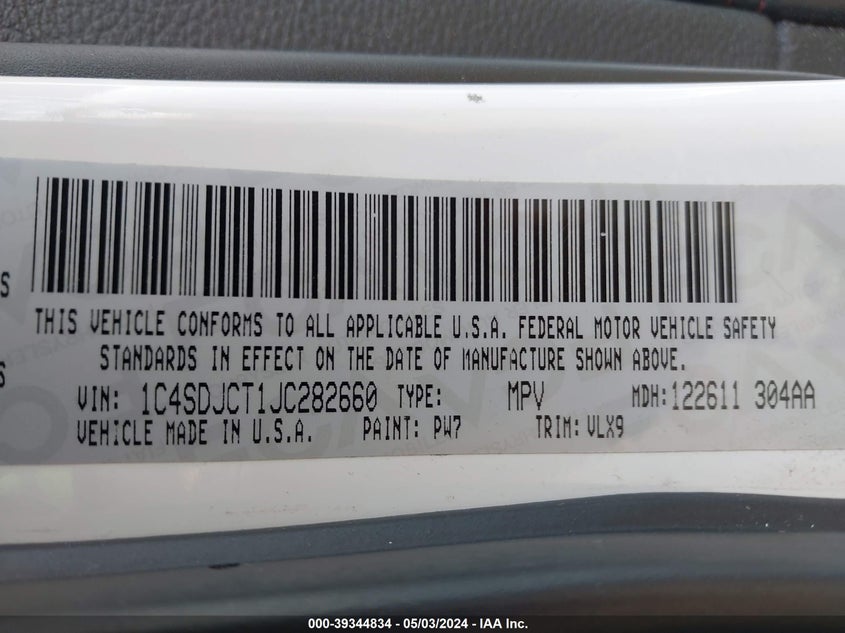 THIS VEHICLE CONFORMS TO ALL APPLICABLE U.S.A. FEDERAL MOTOR VEHICLE SAFETY
STANDARDS IN EFFECT ON THE DATE OF MANUFACTURE SHOWN ABOVE.
VIN: 1C4SDJCT1JC282660 TYPE: MPV MDH: 122611 304AA
VEHICLE MADE IN U.S.A. PAINT: PW7 TRIM: VLX9
000-39344834 - 05/03/2024 - IAA Inc.